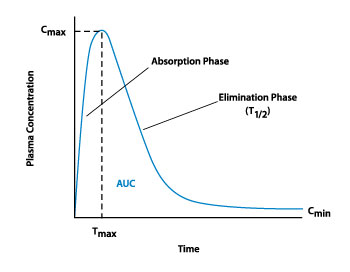 Cmax
Absorption Phase
Elimination Phase
(T1/2)
Plasma Concentration
AUC
Cmin
Tmax
Time